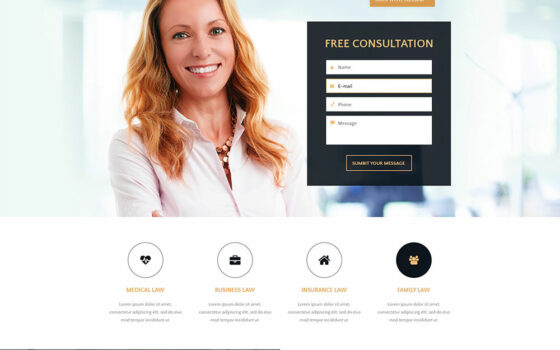 FREE CONSULTATION
Name
E-mail
Phone
Message
SUMBIT YOUR MESSAGE
MEDICAL LAW
BUSINESS LAW
INSURANCE LAW
FAMILY LAW
Lorem ipsum dolor sit amet,
consectetur adipiscing elit, sed do eius
mod tempor incididunt ut
Lorem ipsum dolor sit amet,
consectetur adipiscing elit, sed do eius
mod tempor incididunt ut
Lorem ipsum dolor sit amet,
consectetur adipiscing elit, sed do eius
mod tempor incididunt ut
Lorem ipsum dolor sit amet,
consectetur adipiscing elit, sed do eius
mod tempor incididunt ut